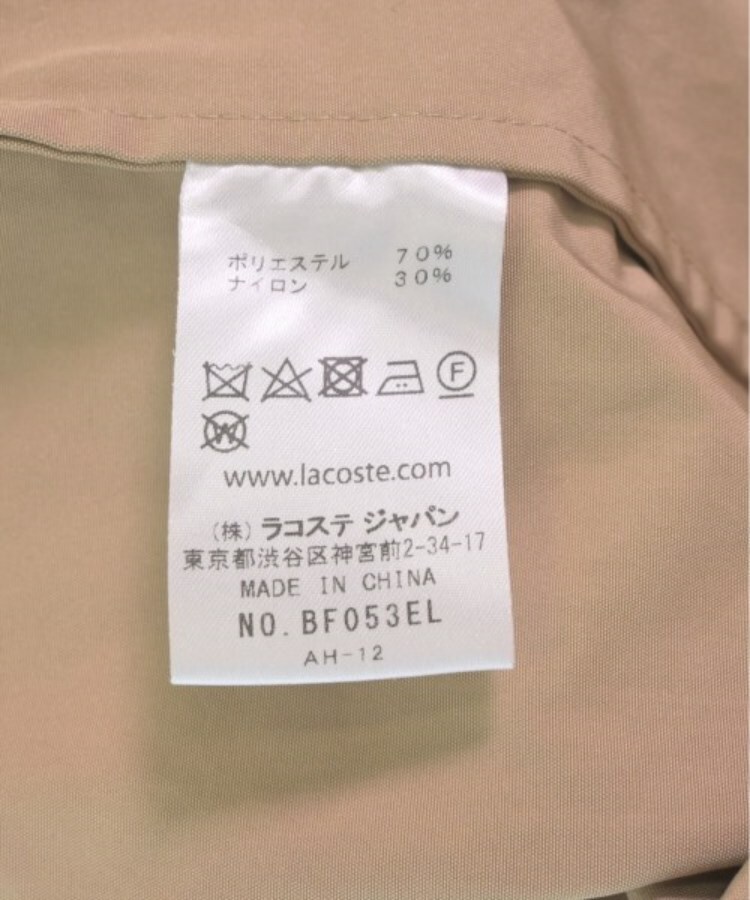 ポリエステル 70%
ナイロン 30%
F
W
www.lacoste.com
(株) ラコステ ジャパン
東京都渋谷区神宮前2-34-17
MADE IN CHINA
NO. BF053EL
AH-12